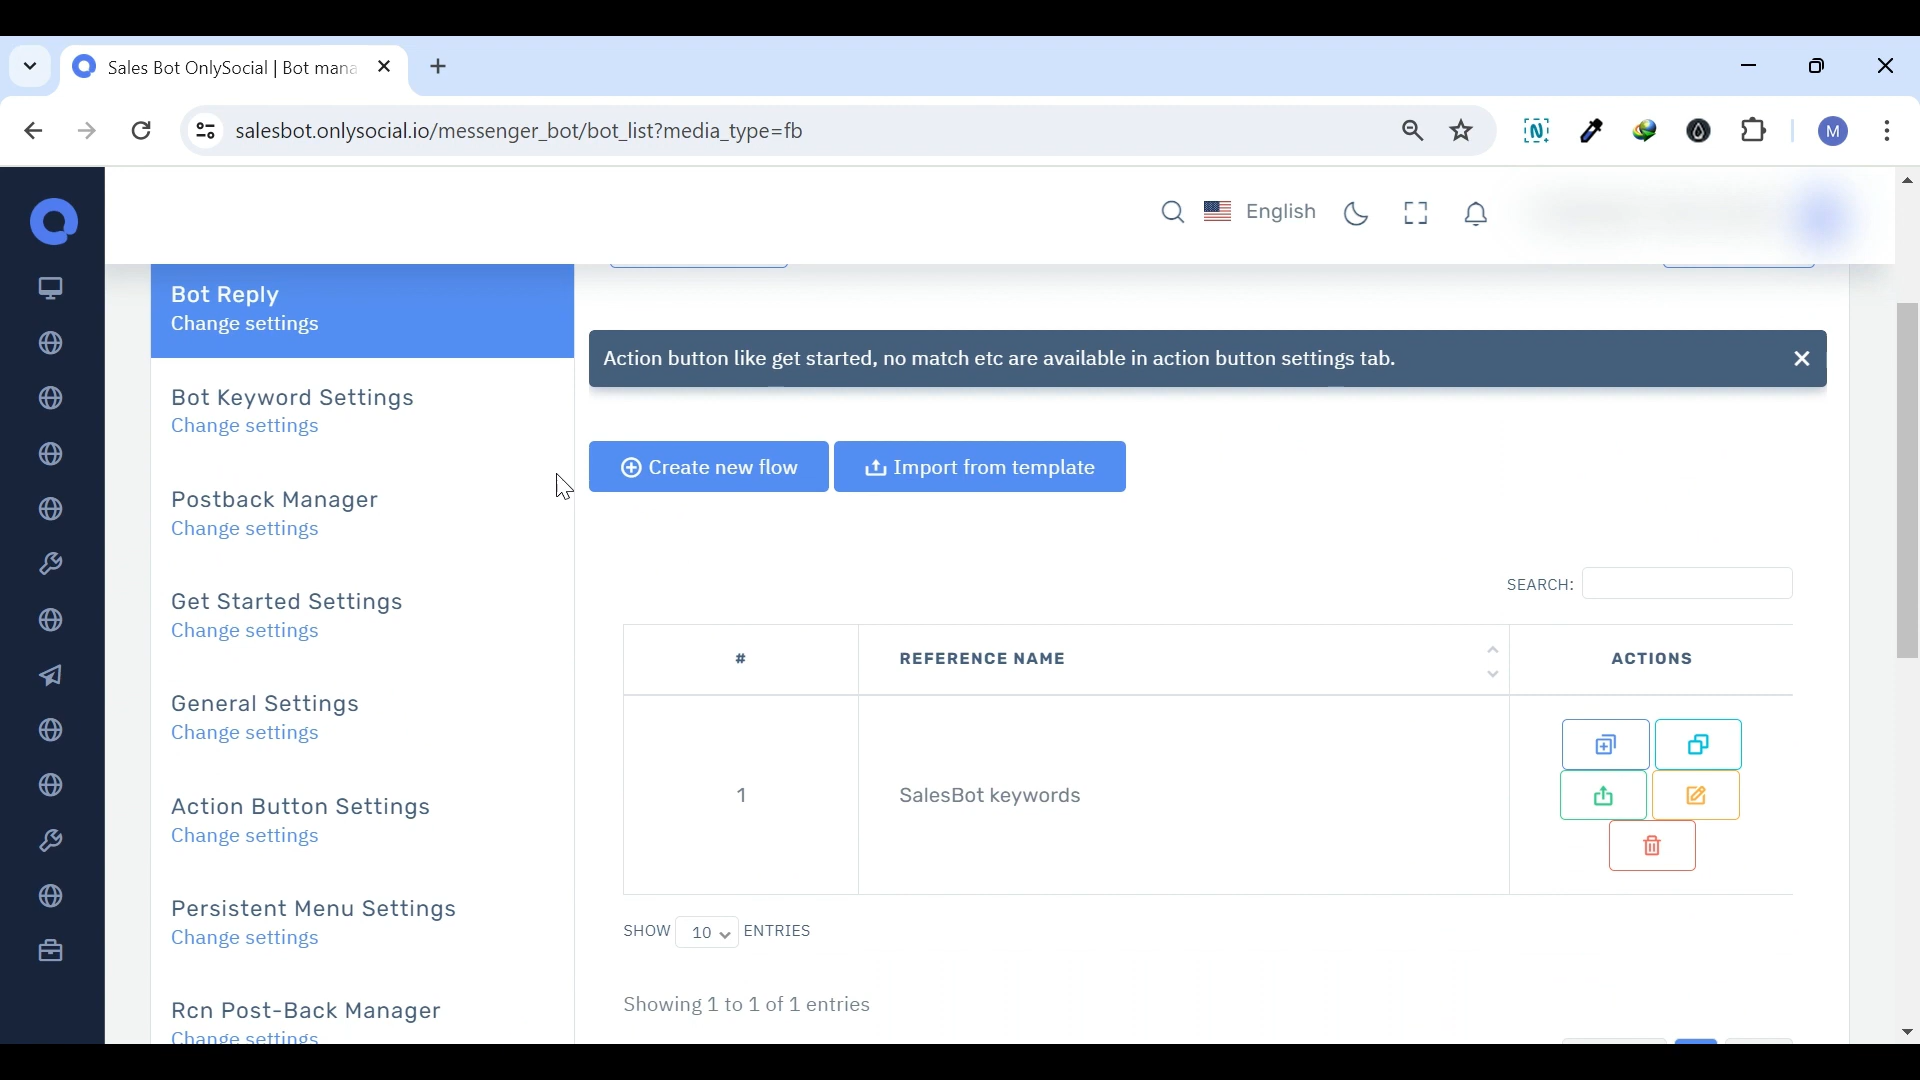 Sales Bot OnlySocial | Bot mana
salesbot.onlysocial.io/messenger_bot/bot_list?media_type=fb
M
English
Bot Reply
Change settings
Bot Keyword Settings
Change settings
Postback Manager
Change settings
Get Started Settings
Change settings
General Settings
Change settings
Action Button Settings
Change settings
Persistent Menu Settings
Change settings
Rcn Post-Back Manager
Change settings
Action button like get started, no match etc are available in action button settings tab.
Create new flow
Import from template
SEARCH:
# REFERENCE NAME ACTIONS
1 SalesBot keywords
SHOW 10 ENTRIES
Showing 1 to 1 of 1 entries